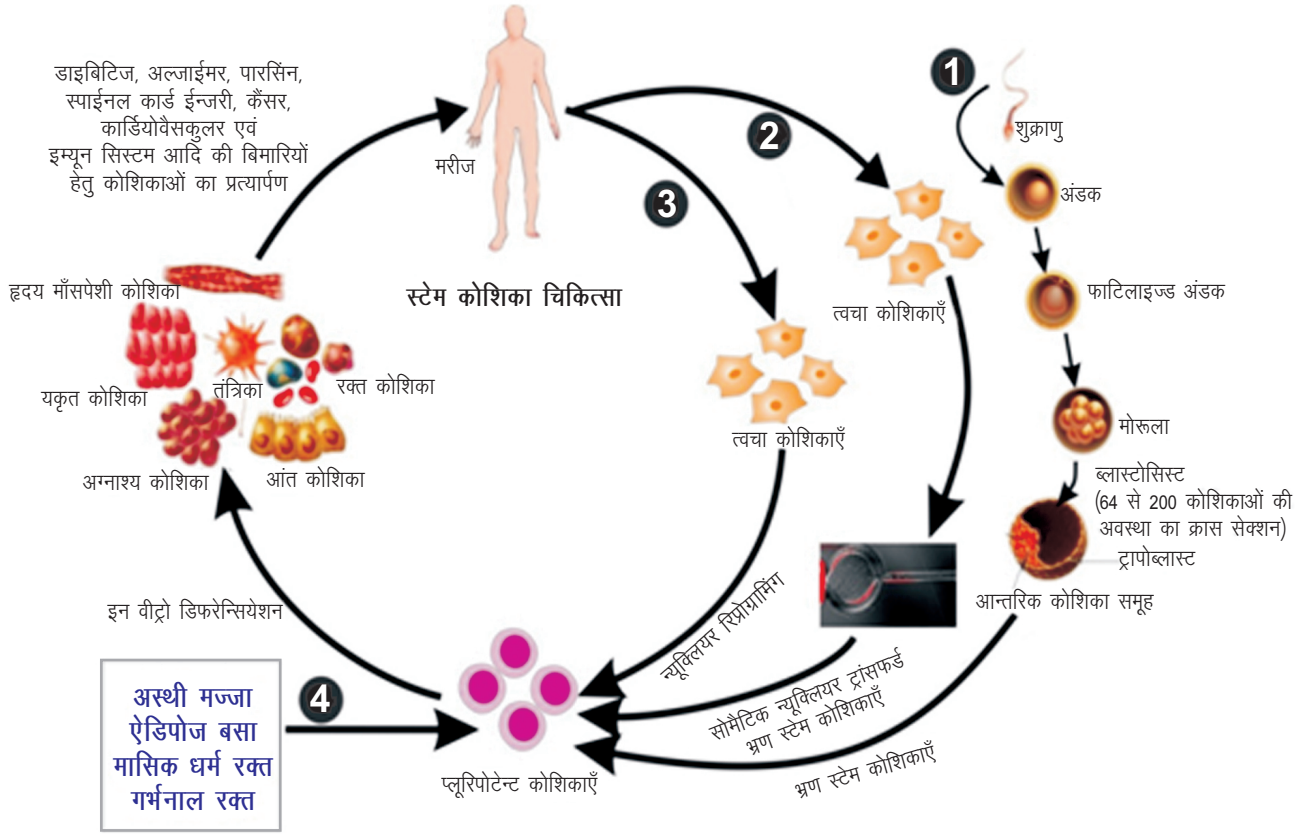 डाइबिटिज, अल्जाईमर, पारसिंन,
स्पाईनल कार्ड ईन्जरी, कैंसर,
कार्डियोवैसकुलर एवं
इम्यून सिस्टम आदि की बिमारियों
हेतु कोशिकाओं का प्रत्यार्पण
मरीज
1
शुक्राणु
2
अंडक
3
त्वचा कोशिकाएँ
फाटिलाइज्ड अंडक
स्टेम कोशिका चिकित्सा
हृदय माँसपेशी कोशिका
यकृत कोशिका
तंत्रिका
रक्त कोशिका
अग्नाश्य कोशिका
आंत कोशिका
त्वचा कोशिकाएँ
मोरूला
ब्लास्टोसिस्ट
(64 से 200 कोशिकाओं की
अवस्था का क्रास सेक्शन)
ट्रापोब्लास्ट
आन्तरिक कोशिका समूह
इन वीट्रो डिफरेन्सियेशन
न्यूक्लियर रिप्रोग्रामिंग
सोमैटिक न्यूक्लियर ट्रांसफर्ड
भ्रण स्टेम कोशिकाएँ
भ्रण स्टेम कोशिकाएँ
4
अस्थी मज्जा
ऐडिपोज बसा
मासिक धर्म रक्त
गर्भनाल रक्त
प्लूरिपोटेन्ट कोशिकाएँ